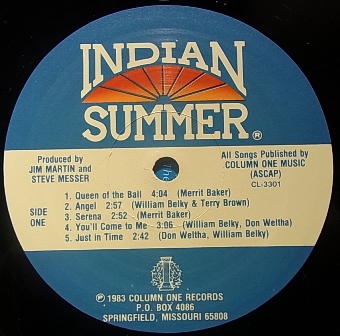 INDIAN
SUMMER®
Produced by
JIM MARTIN and
STEVE MESSER
All Songs Published by
COLUMN ONE MUSIC
(ASCAP)
CL-3301
SIDE
ONE
1. Queen of the Ball 4:04 (Merrit Baker)
2. Angel 2:57 (William Belky & Terry Brown)
3. Serena 2:52 (Merrit Baker)
4. You'll Come to Me 3:06 (William Belky, Don Weltha)
5. Just in Time 2:42 (Don Weltha, William Belky)
℗ 1983 COLUMN ONE RECORDS
P.O. BOX 4086
SPRINGFIELD, MISSOURI 65808